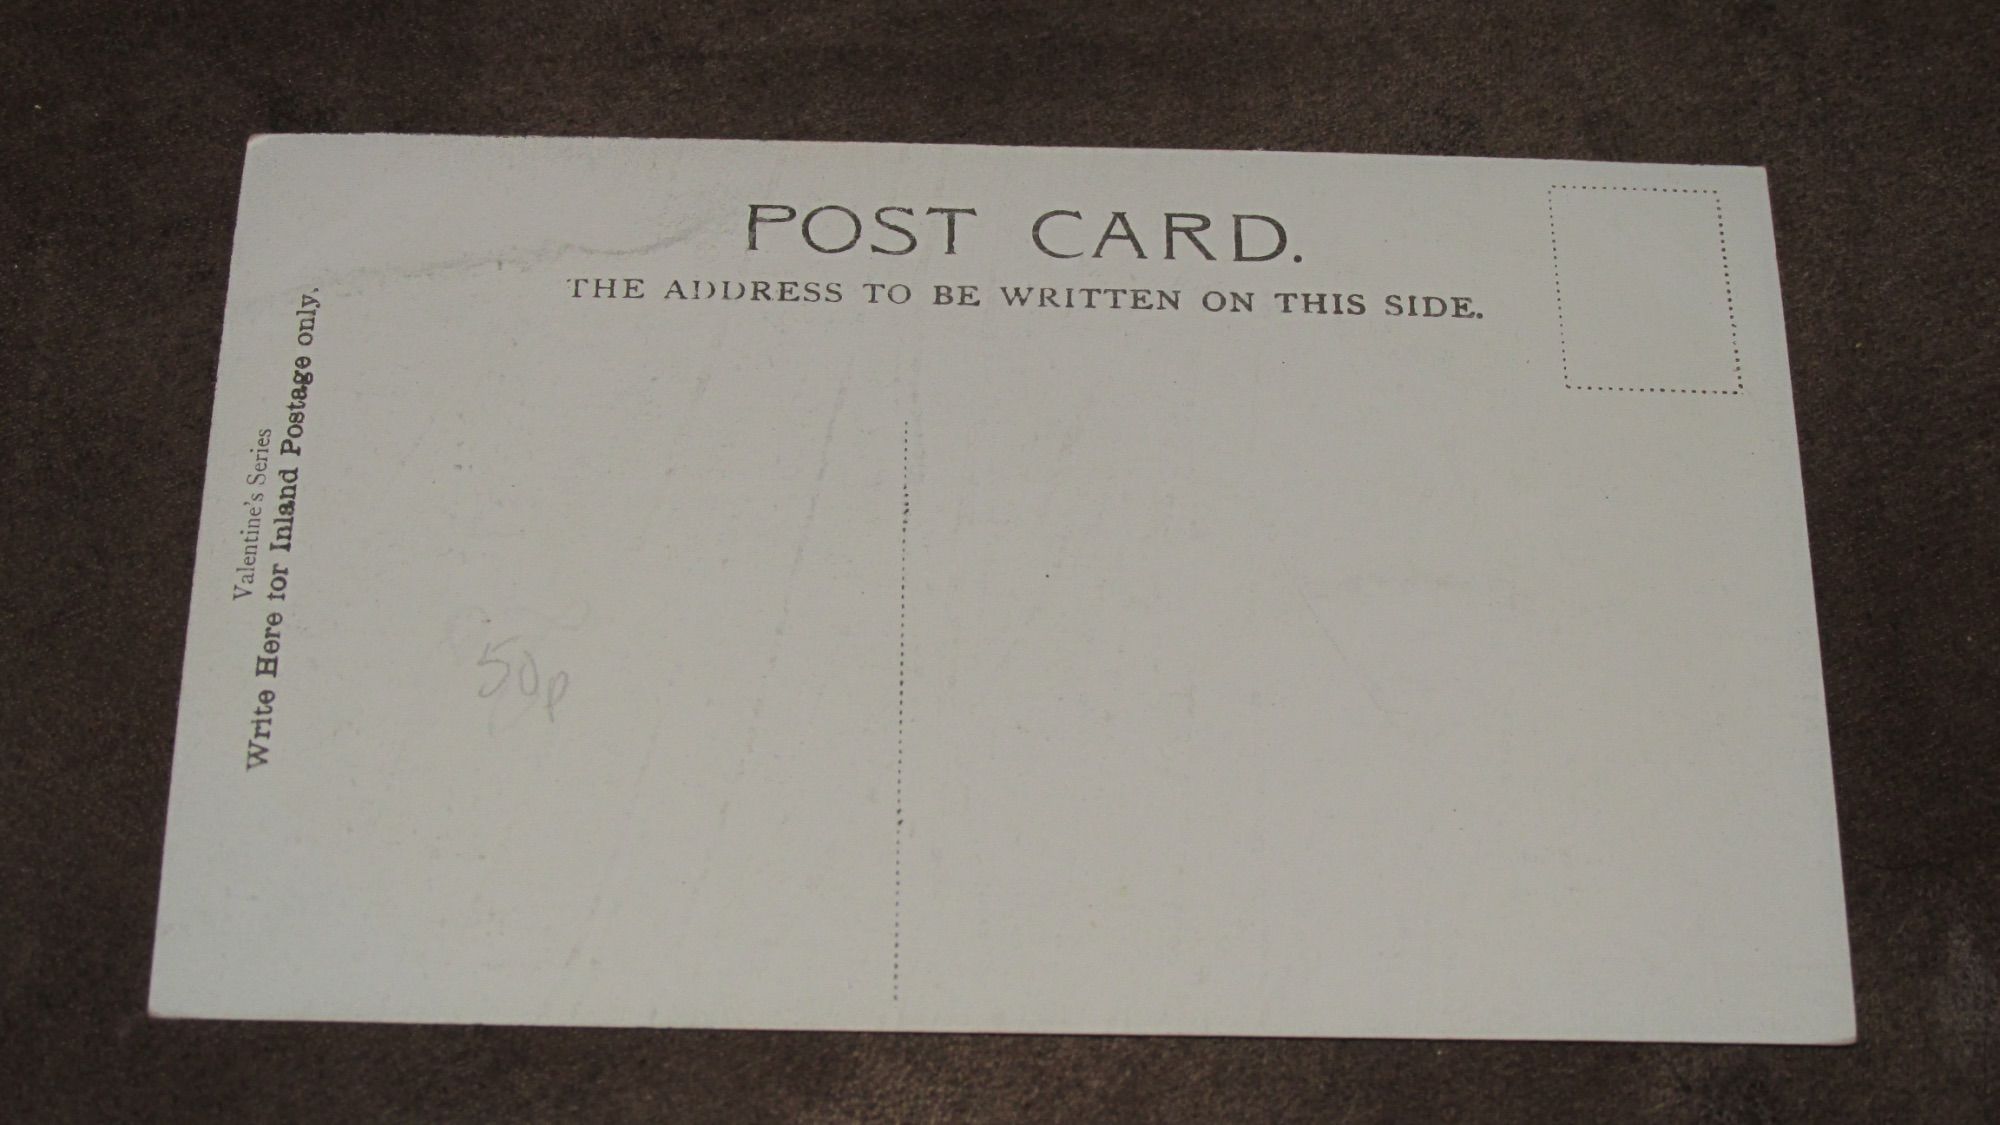 POST CARD.
THE ADDRESS TO BE WRITTEN ON THIS SIDE.
Valentine's Series
Write Here for Inland Postage only.
50p